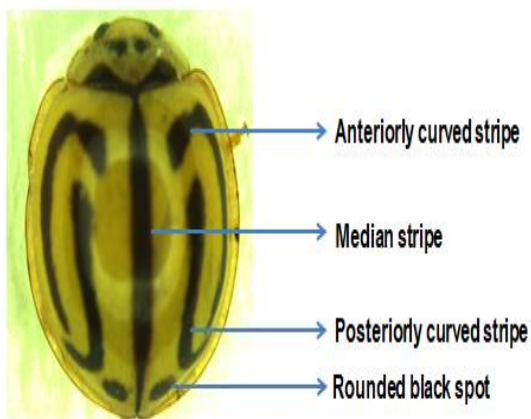 Anteriorly curved stripe
Median stripe
Posteriorly curved stripe
Rounded black spot